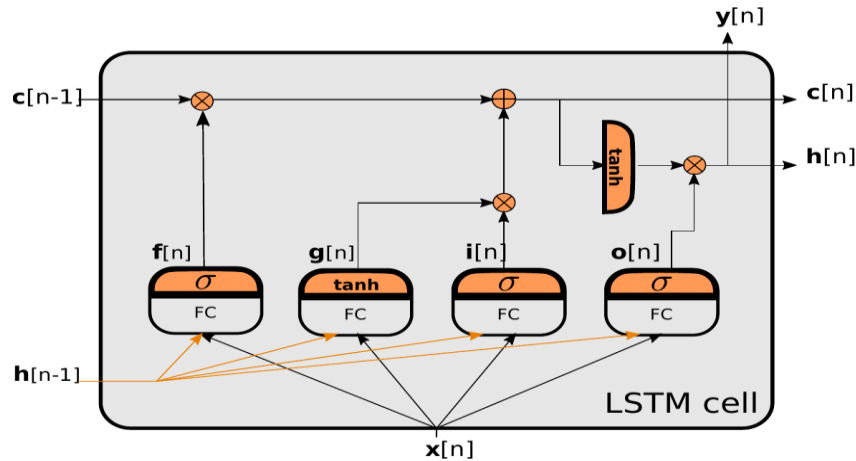 y[n]
c[n-1]
c[n]
tanh
h[n]
f[n]
g[n]
i[n]
o[n]
σ
tanh
σ
σ
FC
FC
FC
FC
h[n-1]
LSTM cell
x[n]